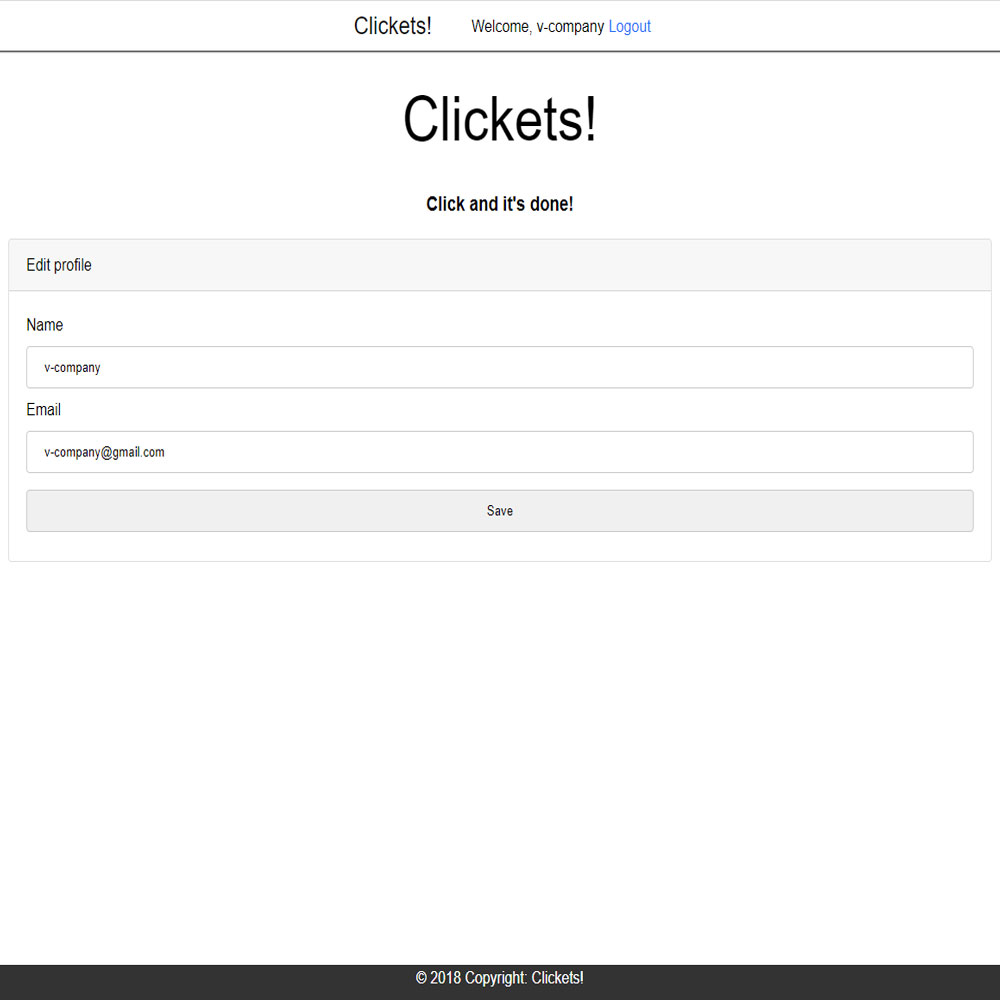 Clickets! Welcome, v-company Logout
Clickets!
Click and it's done!
Edit profile
Name
v-company
Email
v-company@gmail.com
Save
© 2018 Copyright: Clickets!